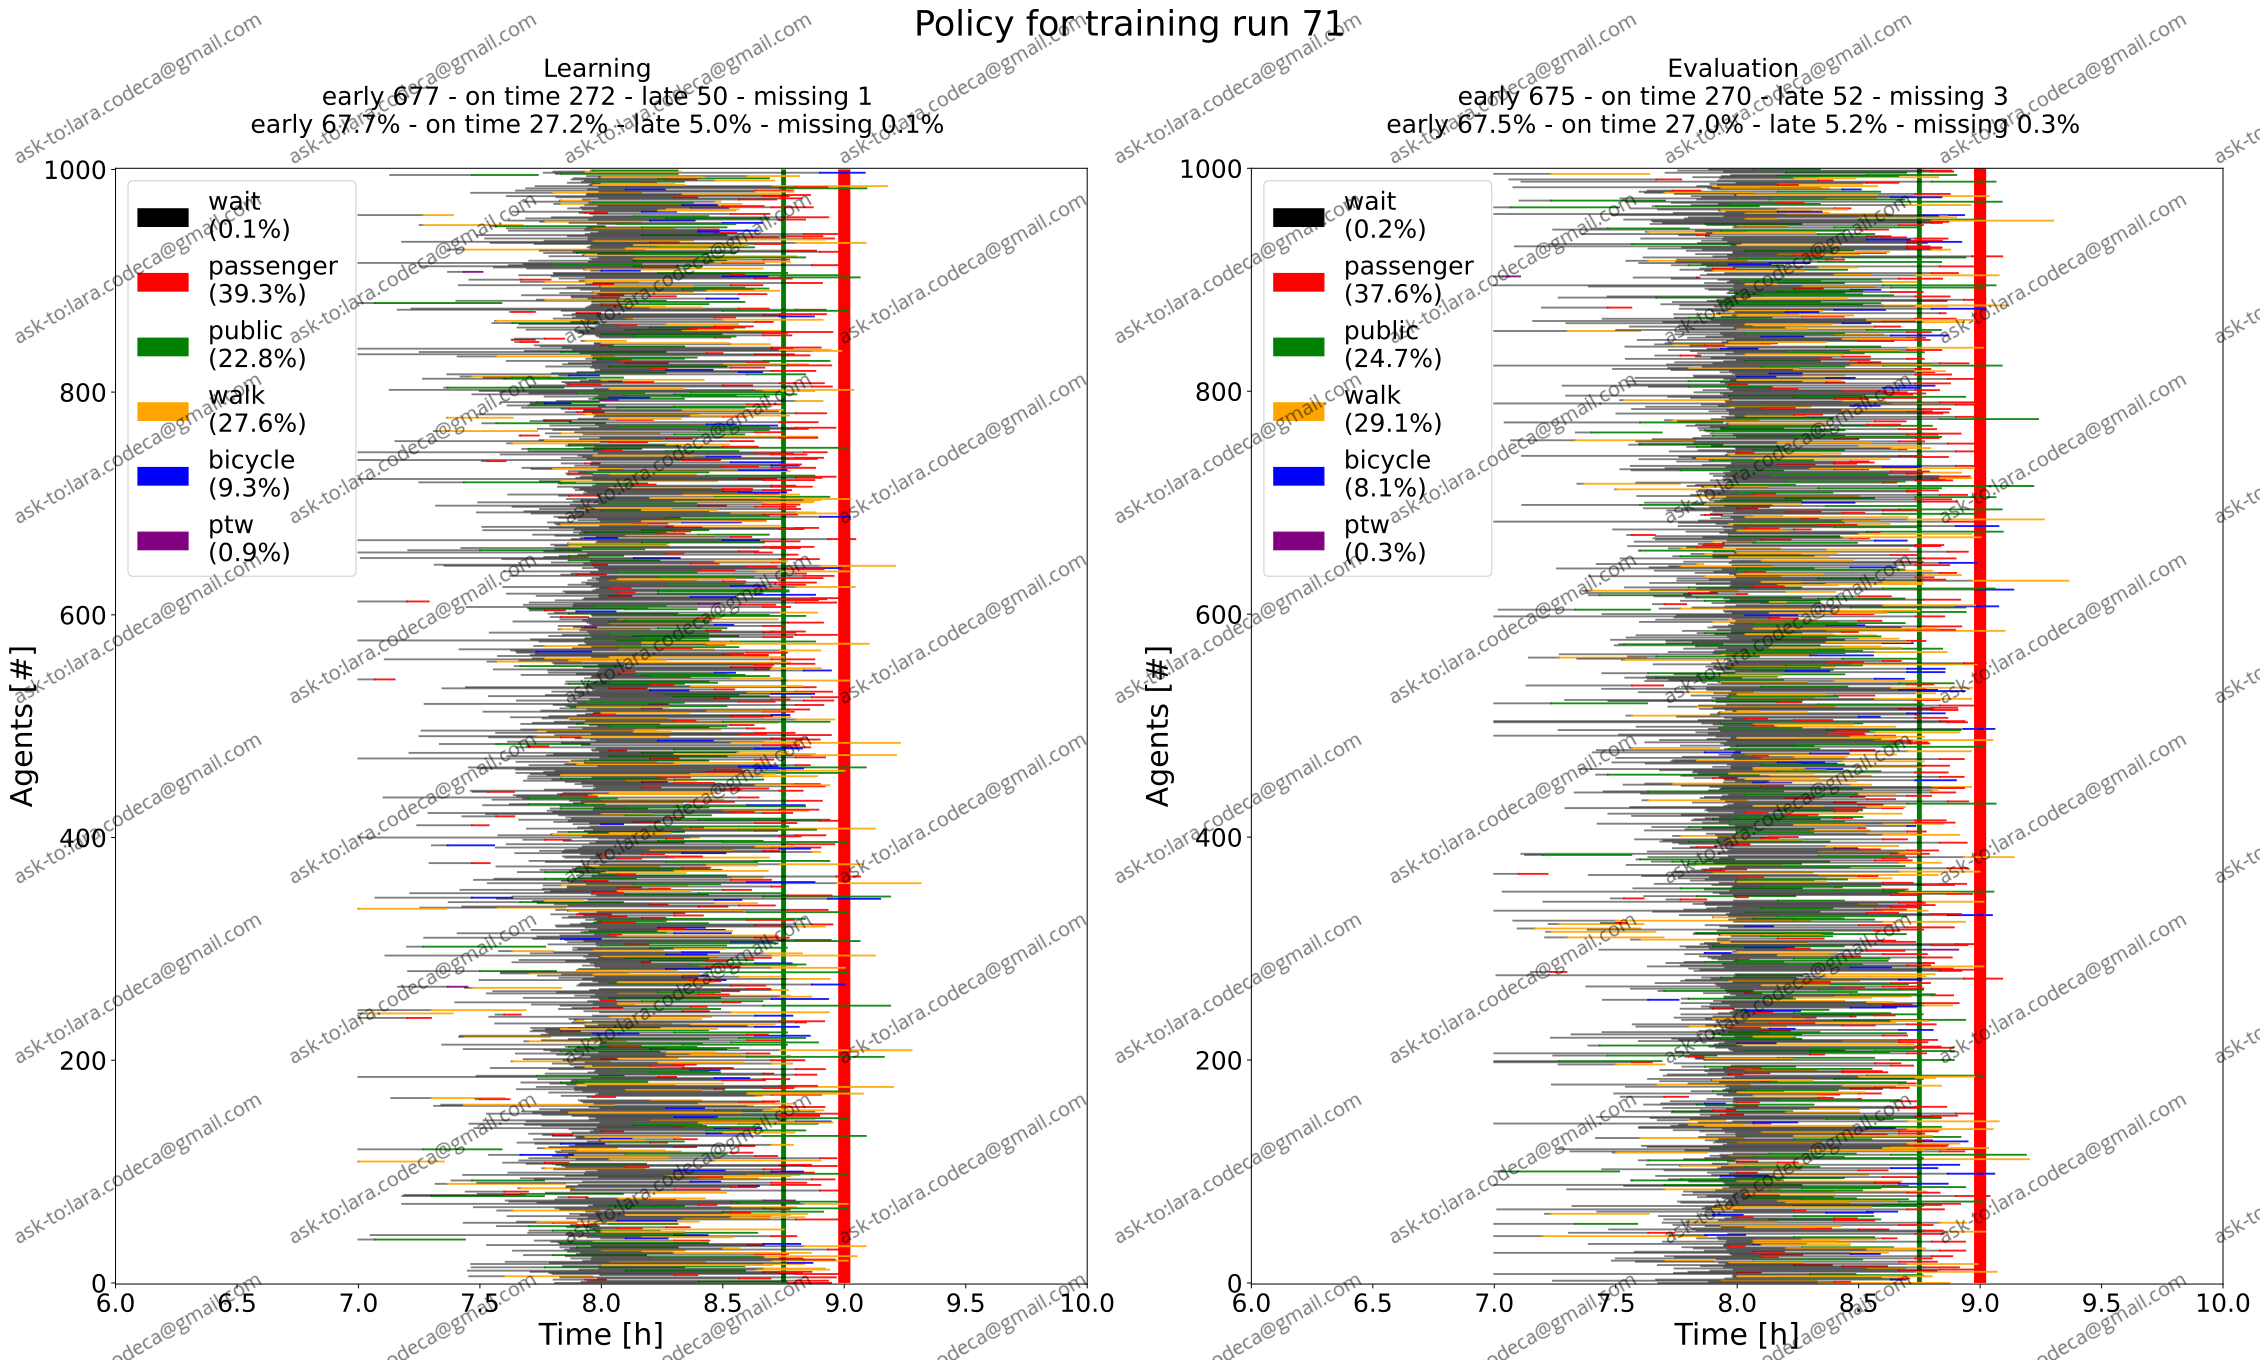 Policy for training run 71
Learning
early 677 - on time 272 - late 50 - missing 1
early 67.7% - on time 27.2% - late 5.0% - missing 0.1%
1000
800
600
400
200
0
Agents [#]
wait
(0.1%)
passenger
(39.3%)
public
(22.8%)
walk
(27.6%)
bicycle
(9.3%)
ptw
(0.9%)
6.0 6.5 7.0 7.5 8.0 8.5 9.0 9.5 10.0
Time [h]
Evaluation
early 675 - on time 270 - late 52 - missing 3
early 67.5% - on time 27.0% - late 5.2% - missing 0.3%
1000
800
600
400
200
0
Agents [#]
wait
(0.2%)
passenger
(37.6%)
public
(24.7%)
walk
(29.1%)
bicycle
(8.1%)
ptw
(0.3%)
6.0 6.5 7.0 7.5 8.0 8.5 9.0 9.5 10.0
Time [h]
ask-to:lara.codeca@gmail.com